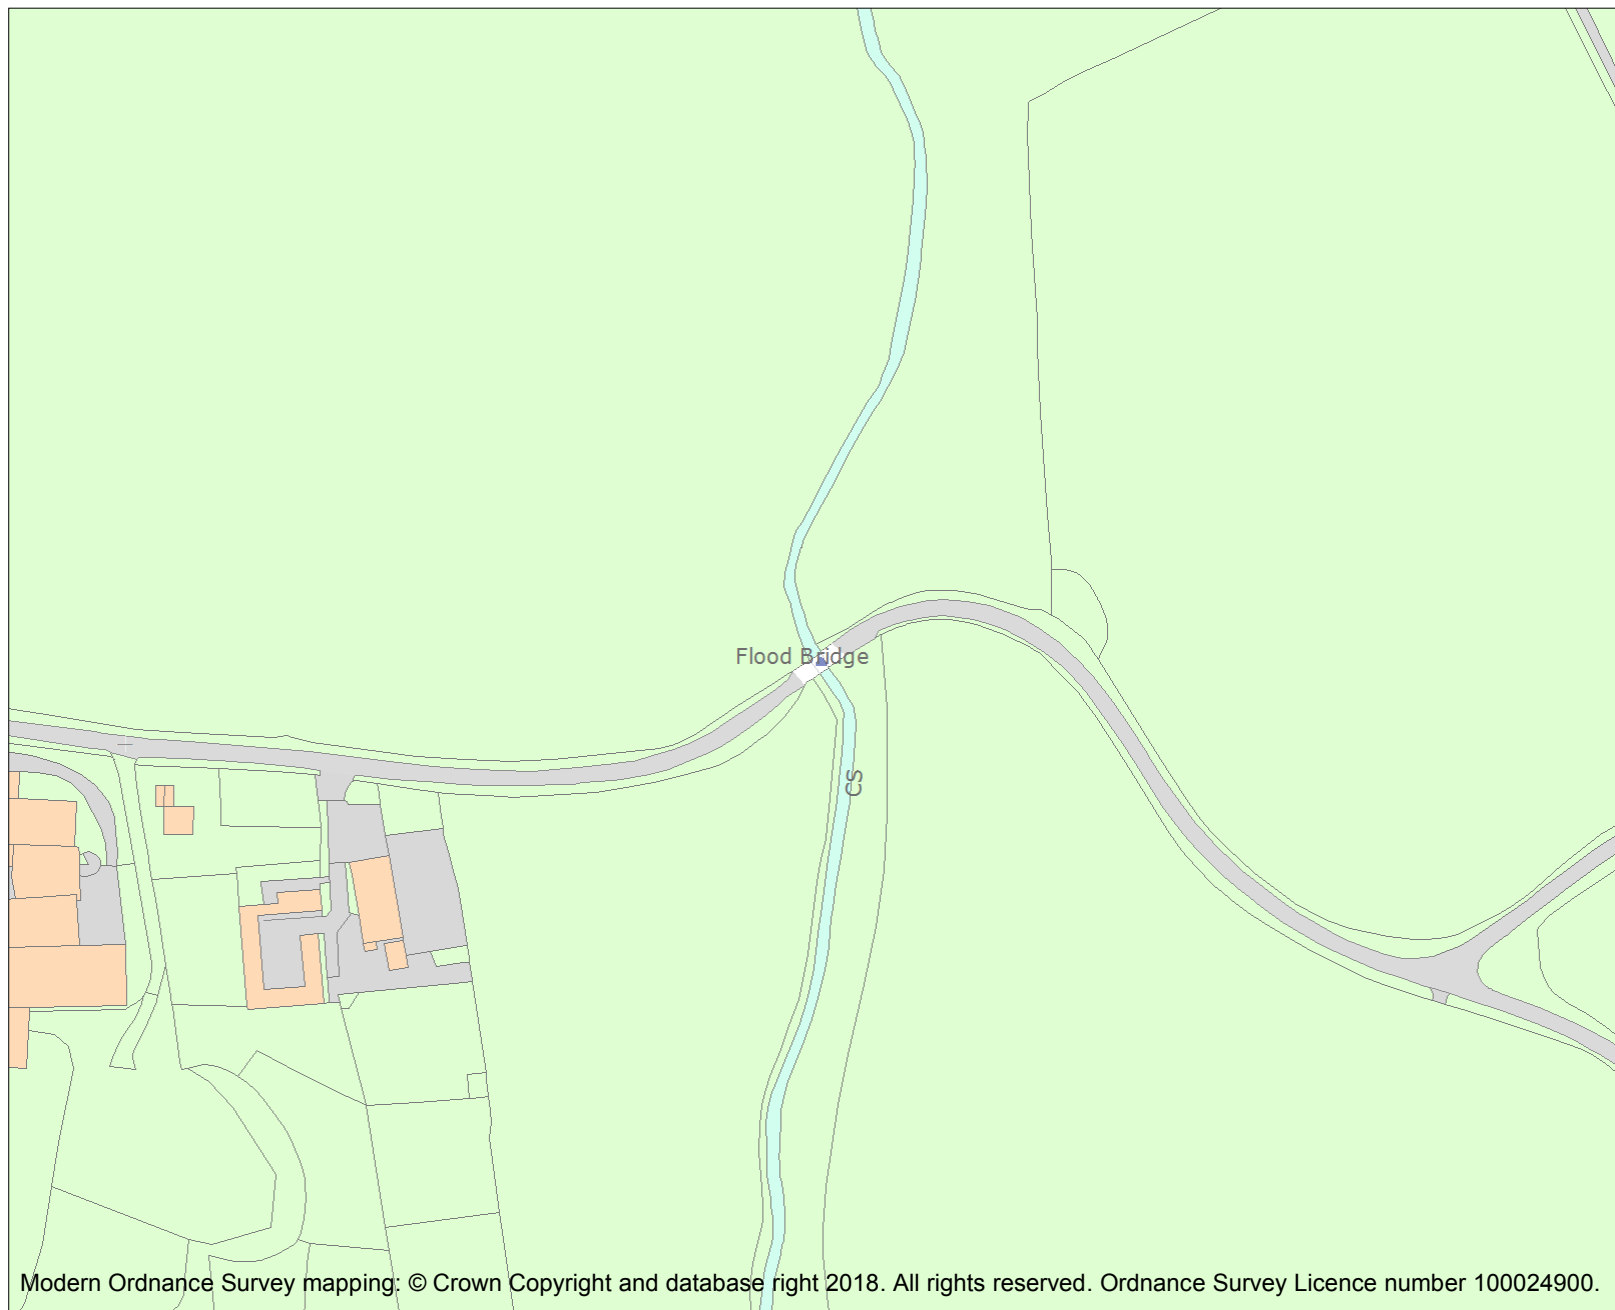 Flood Bridge
CS
Modern Ordnance Survey mapping: © Crown Copyright and database right 2018. All rights reserved. Ordnance Survey Licence number 100024900.